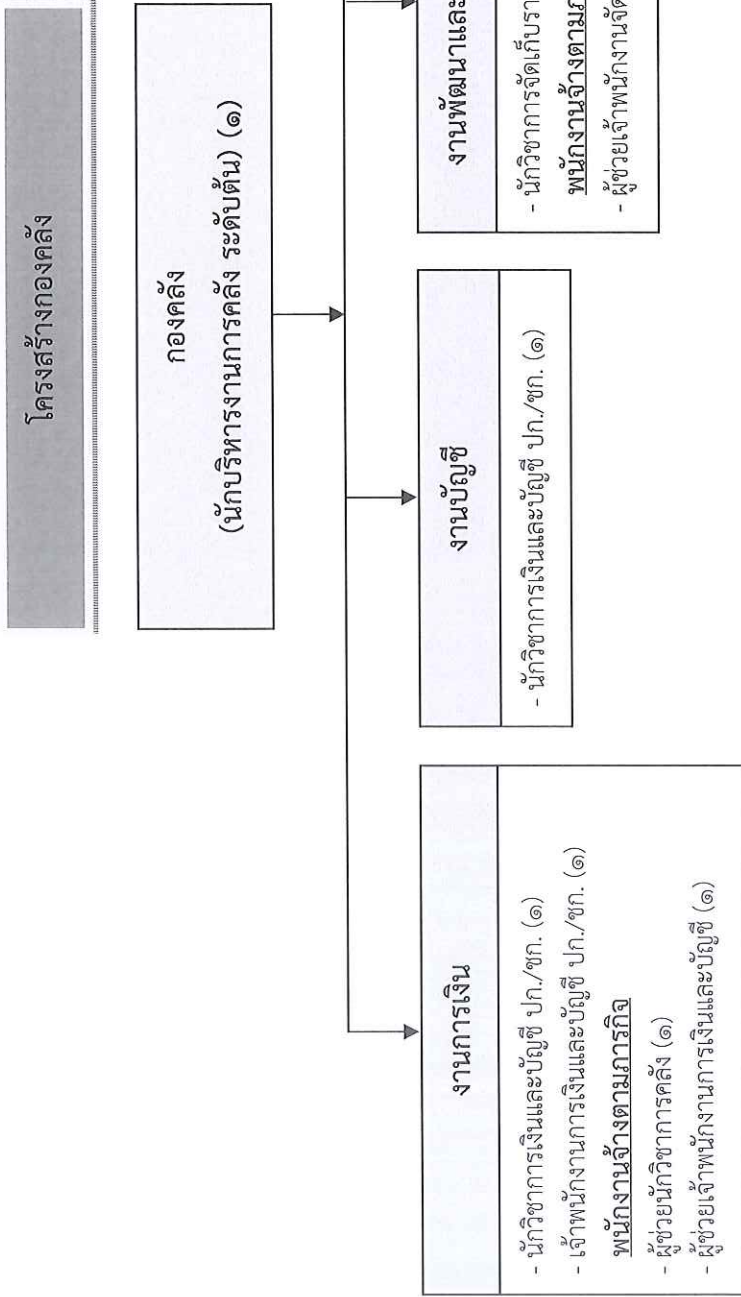 โครงสร้างกองคลัง
กองคลัง
(นักบริหารงานการคลัง ระดับต้น) (๑)
งานการเงิน
- นักวิชาการเงินและบัญชี ปก./ชก. (๑)
- เจ้าพนักงานการเงินและบัญชี ปก./ชก. (๑)
พนักงานจ้างตามภารกิจ
- ผู้ช่วยนักวิชาการคลัง (๑)
- ผู้ช่วยเจ้าพนักงานการเงินและบัญชี (๑)
งานบัญชี
- นักวิชาการเงินและบัญชี ปก./ชก. (๑)
งานพัฒนาและ
- นักวิชาการจัดเก็บรา
พนักงานจ้างตามภ
- ผู้ช่วยเจ้าพนักงานจัด